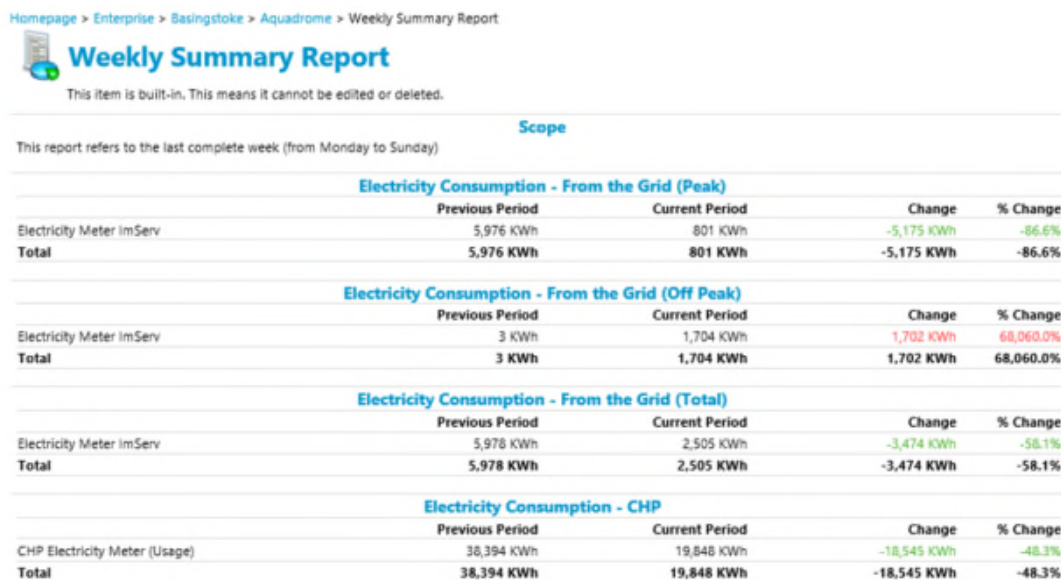 Homepage > Enterprise > Basingstoke > Aquadrome > Weekly Summary Report
Weekly Summary Report
This item is built-in. This means it cannot be edited or deleted.
Scope
This report refers to the last complete week (from Monday to Sunday)
Electricity Consumption - From the Grid (Peak)
Previous Period Current Period Change % Change
Electricity Meter ImServ 5,976 KWh 801 KWh -5,175 KWh -86.6%
Total 5,976 KWh 801 KWh -5,175 KWh -86.6%
Electricity Consumption - From the Grid (Off Peak)
Previous Period Current Period Change % Change
Electricity Meter ImServ 3 KWh 1,704 KWh 1,702 KWh 68,060.0%
Total 3 KWh 1,704 KWh 1,702 KWh 68,060.0%
Electricity Consumption - From the Grid (Total)
Previous Period Current Period Change % Change
Electricity Meter ImServ 5,978 KWh 2,505 KWh -3,474 KWh -58.1%
Total 5,978 KWh 2,505 KWh -3,474 KWh -58.1%
Electricity Consumption - CHP
Previous Period Current Period Change % Change
CHP Electricity Meter (Usage) 38,394 KWh 19,848 KWh -18,545 KWh -48.3%
Total 38,394 KWh 19,848 KWh -18,545 KWh -48.3%